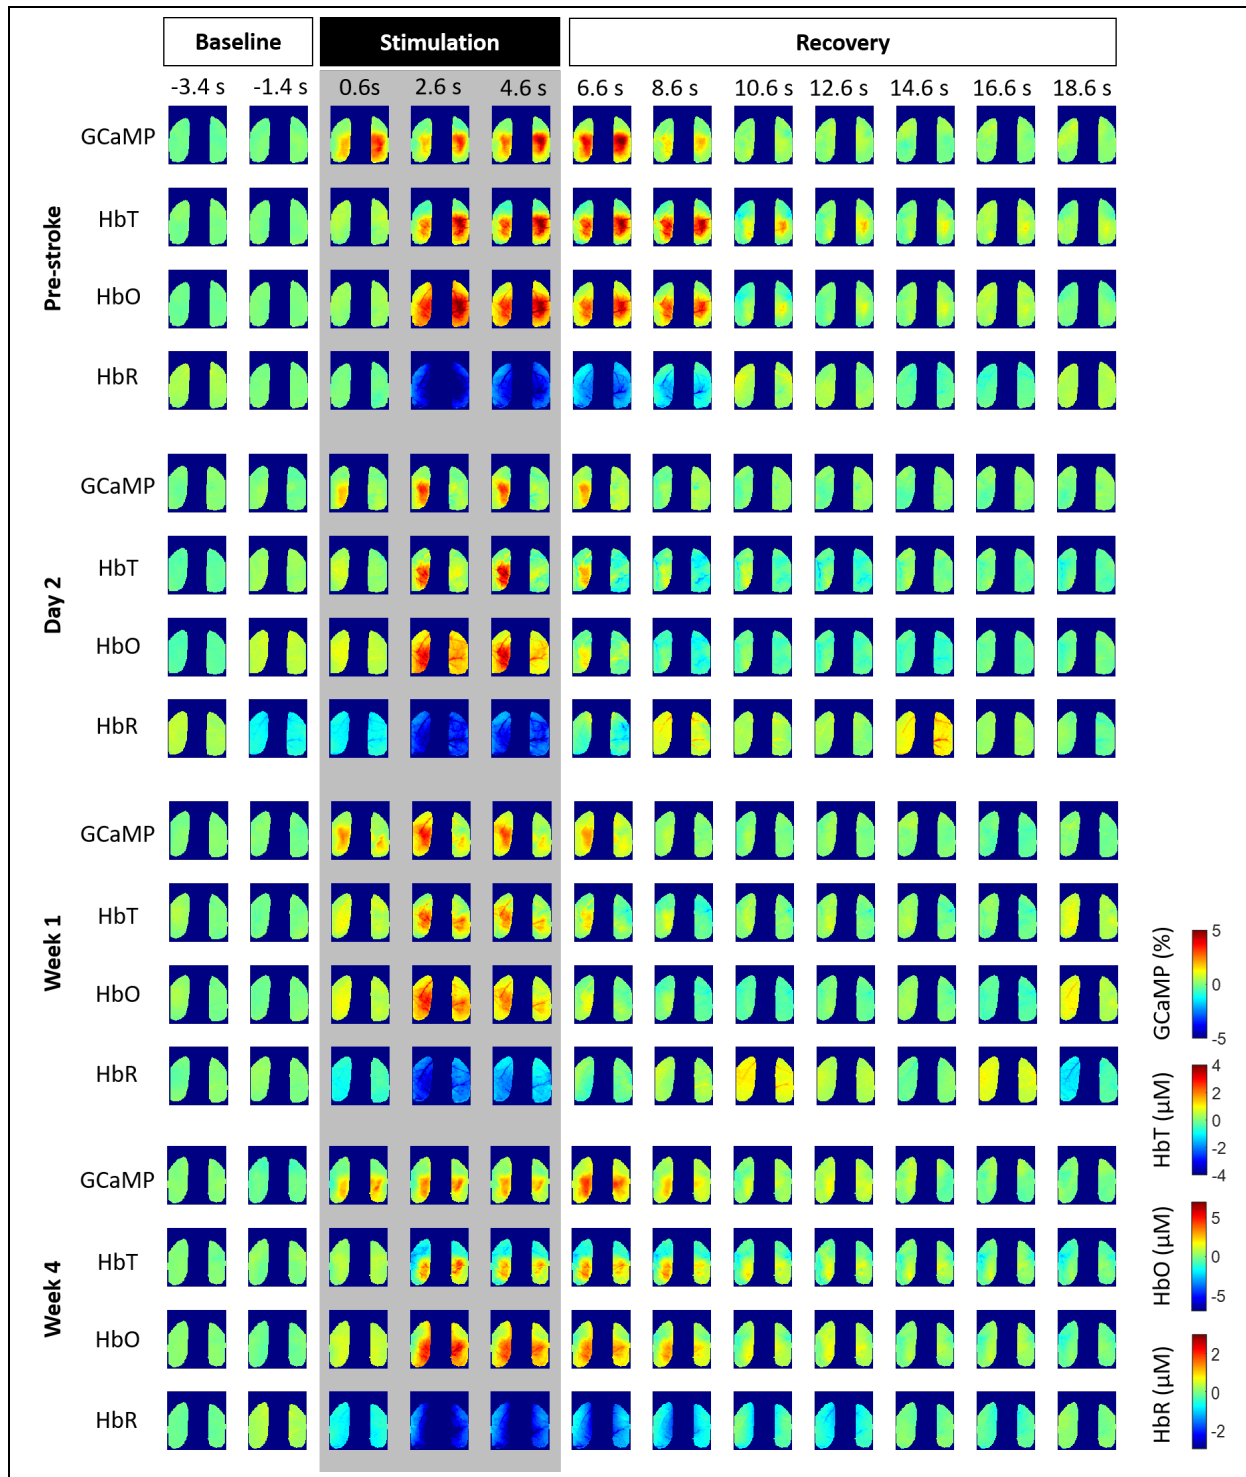 Baseline Stimulation Recovery
-3.4 s -1.4 s 0.6s 2.6 s 4.6 s 6.6 s 8.6 s 10.6 s 12.6 s 14.6 s 16.6 s 18.6 s
Pre-stroke
GCaMP
HbT
HbO
HbR
Day 2
GCaMP
HbT
HbO
HbR
Week 1
GCaMP
HbT
HbO
HbR
Week 4
GCaMP
HbT
HbO
HbR
GCaMP (%)
5
0
-5
HbT (µM)
4
2
0
-2
-4
HbO (µM)
5
0
-5
HbR (µM)
2
0
-2